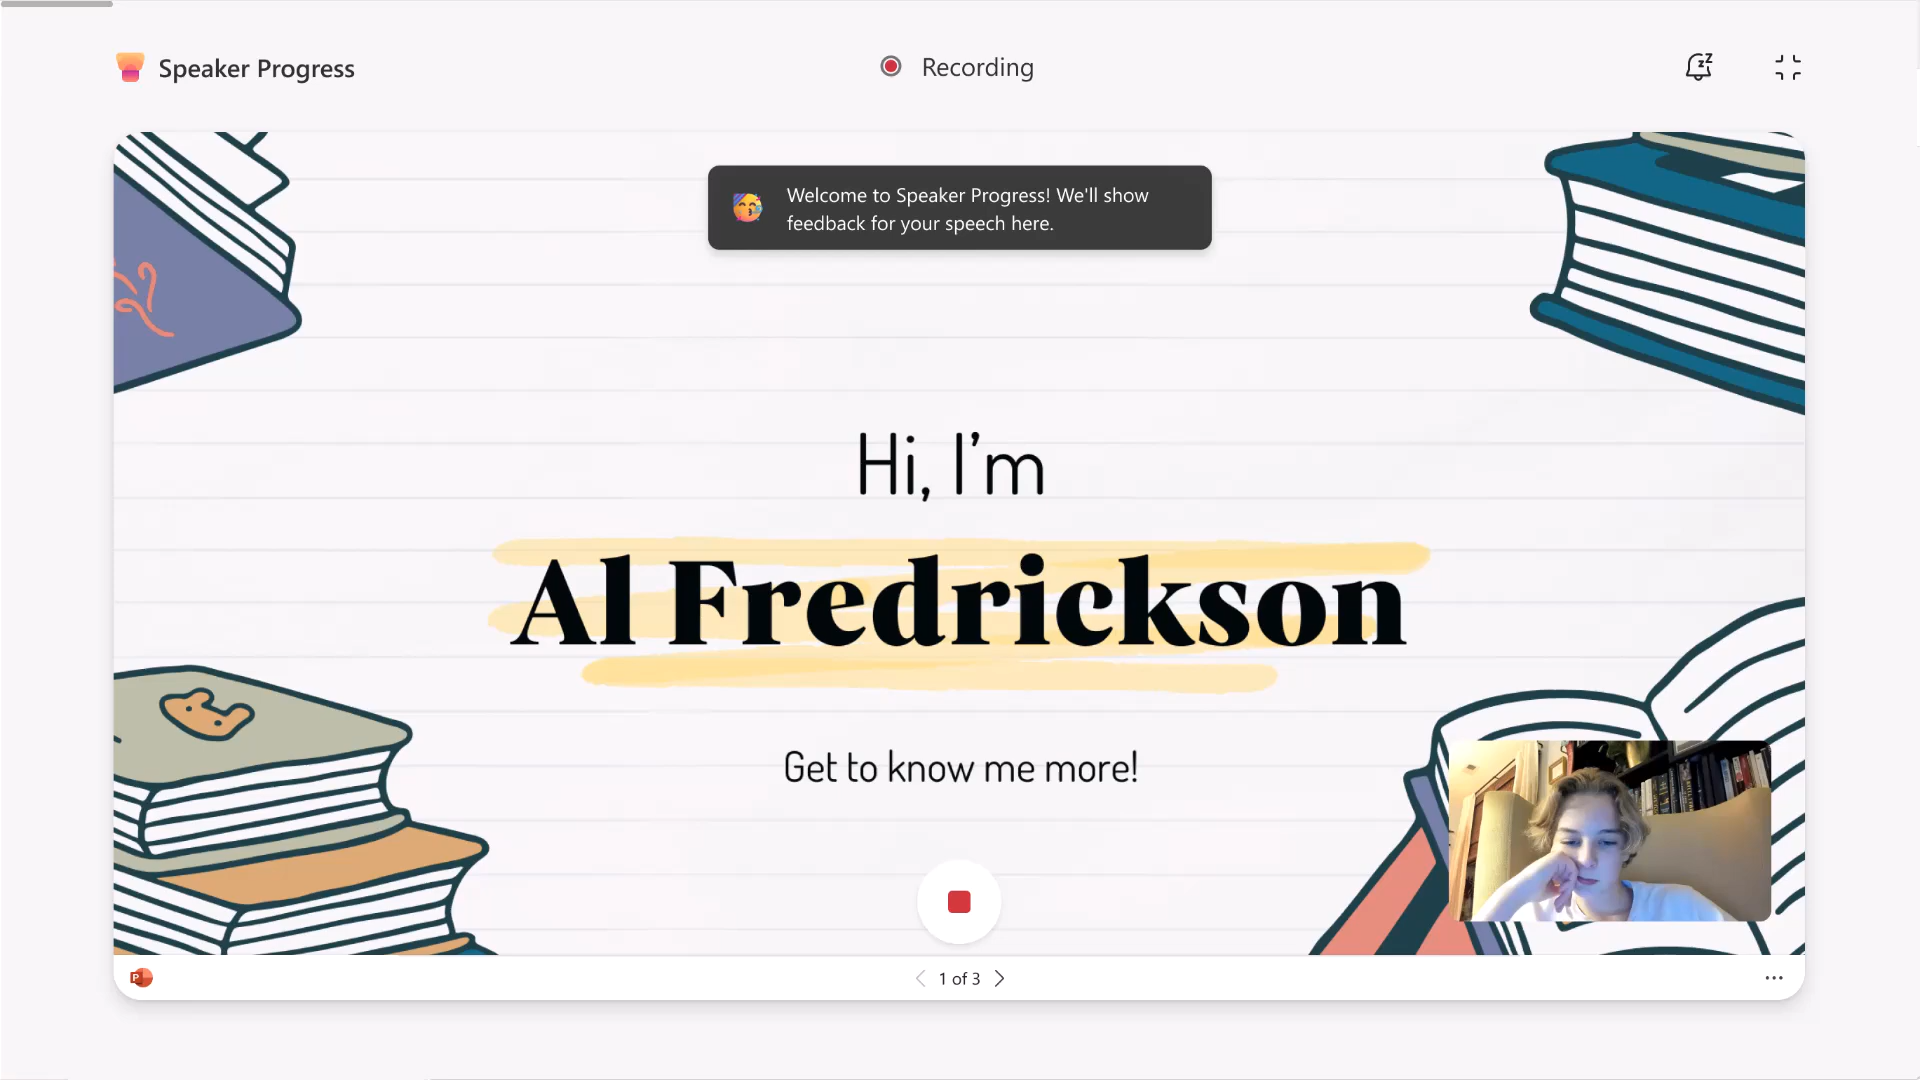 Speaker Progress
Recording
Welcome to Speaker Progress! We'll show
feedback for your speech here.
Hi, I’m
Al Fredrickson
Get to know me more!
1 of 3